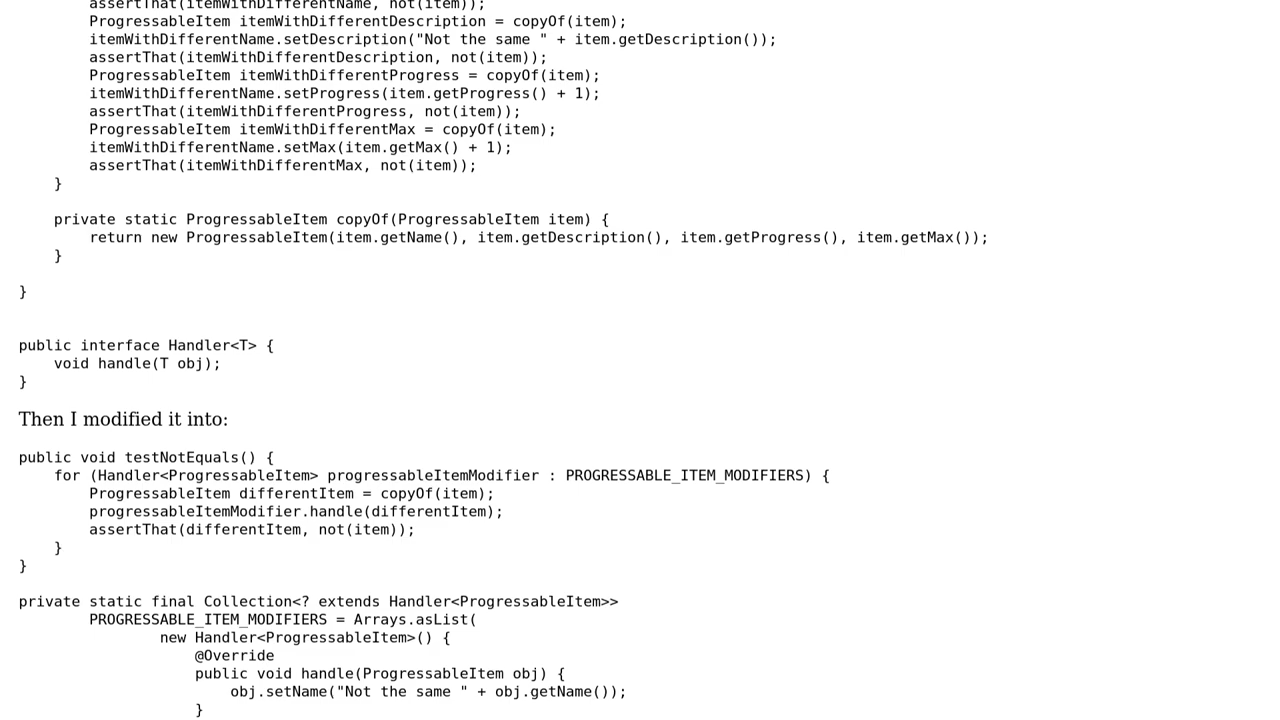 assertThat(itemWithDifferentName, not(item));
ProgressableItem itemWithDifferentDescription = copyOf(item);
itemWithDifferentName.setDescription("Not the same " + item.getDescription());
assertThat(itemWithDifferentDescription, not(item));
ProgressableItem itemWithDifferentProgress = copyOf(item);
itemWithDifferentName.setProgress(item.getProgress() + 1);
assertThat(itemWithDifferentProgress, not(item));
ProgressableItem itemWithDifferentMax = copyOf(item);
itemWithDifferentName.setMax(item.getMax() + 1);
assertThat(itemWithDifferentMax, not(item));
}
private static ProgressableItem copyOf(ProgressableItem item) {
return new ProgressableItem(item.getName(), item.getDescription(), item.getProgress(), item.getMax());
}
}
public interface Handler<T> {
void handle(T obj);
}
Then I modified it into:
public void testNotEquals() {
for (Handler<ProgressableItem> progressableItemModifier : PROGRESSABLE_ITEM_MODIFIERS) {
ProgressableItem differentItem = copyOf(item);
progressableItemModifier.handle(differentItem);
assertThat(differentItem, not(item));
}
}
private static final Collection<? extends Handler<ProgressableItem>>
PROGRESSABLE_ITEM_MODIFIERS = Arrays.asList(
new Handler<ProgressableItem>() {
@Override
public void handle(ProgressableItem obj) {
obj.setName("Not the same " + obj.getName());
}